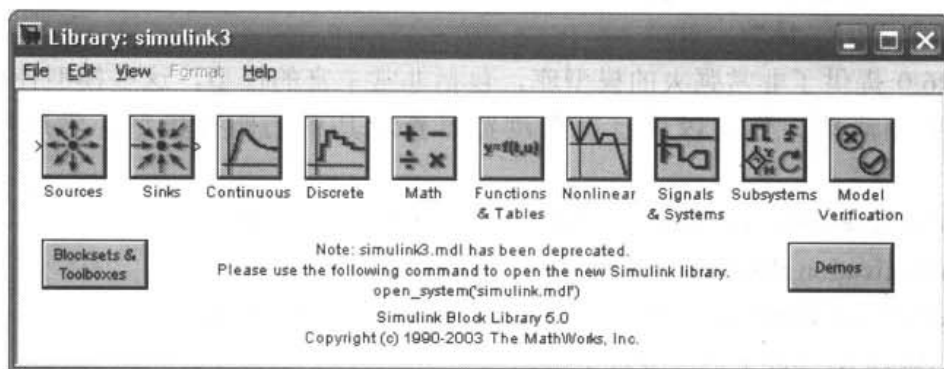 Library: simulink3
File Edit View Format Help
Sources
Sinks
Continuous
Discrete
Math
y=f(t,u)
Functions
& Tables
Nonlinear
Signals
& Systems
Subsystems
Model
Verification
Blocksets &
Toolboxes
Note: simulink3.mdl has been deprecated.
Please use the following command to open the new Simulink library.
open_system('simulink.mdl')
Demos
Simulink Block Library 5.0
Copyright (c) 1990-2003 The MathWorks, Inc.